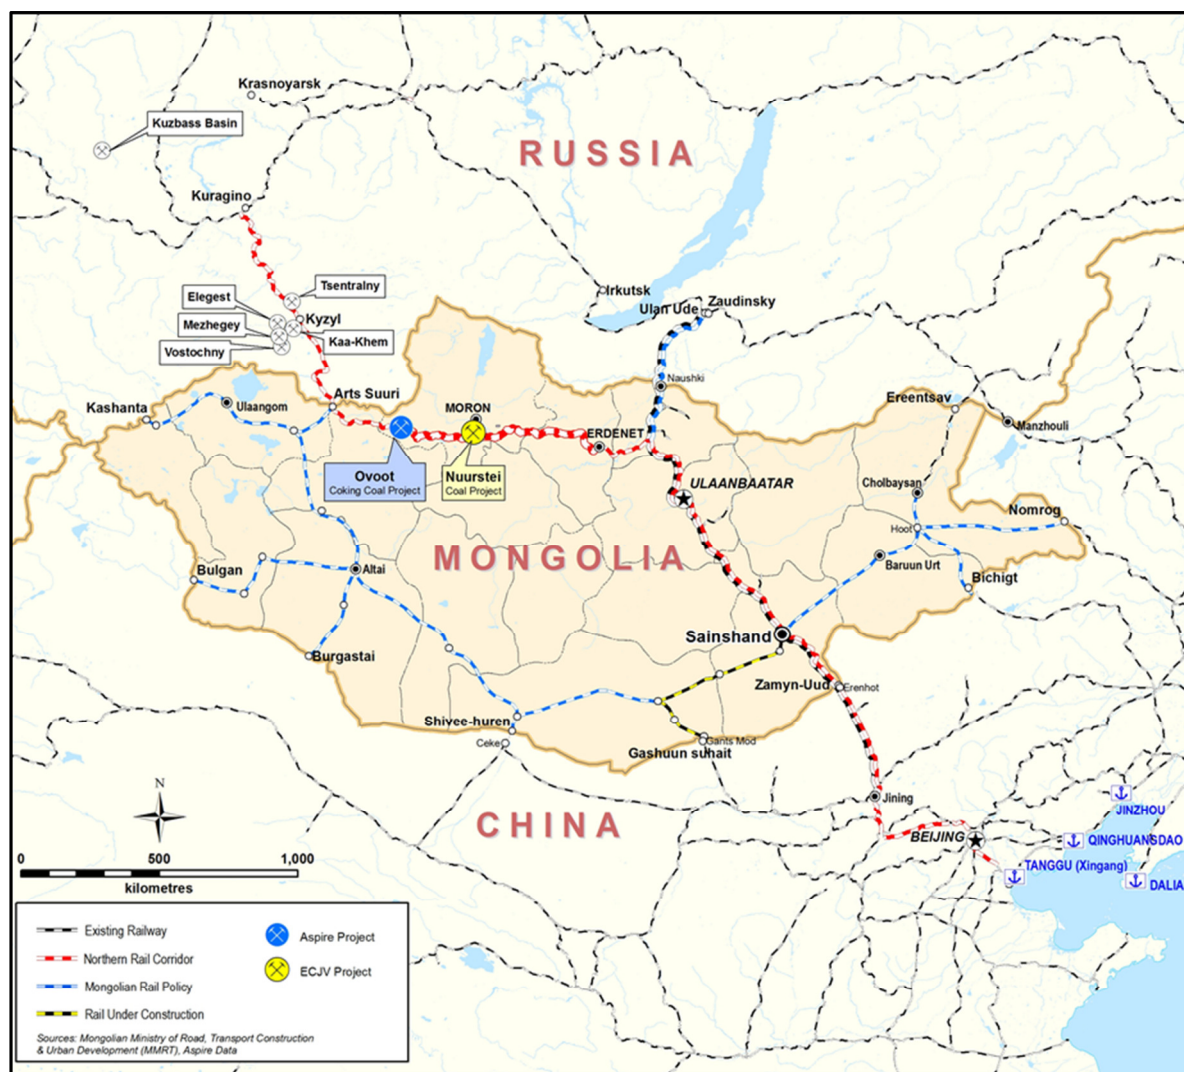 Krasnoyarsk
Kuzbass Basin
RUSSIA
Kuragino
Tsentralny
Irkutsk
Elegest
Zaudinsky
Ulan Ude
Kyzyl
Mezhegey
Kaa-Khem
Vostochny
Naushki
Arts Suuri
Ereentsav
Kashanta
Ulaangom
MORON
Manzhouli
ERDENET
Ovoot
Coking Coal Project
Nuurstei
Coal Project
ULAANBAATAR
Cholbaysan
Nomrog
Hoot
MONGOLIA
Bulgan
Altai
Baruun Urt
Bichigt
Sainshand
Burgastai
Zamyn-Uud
Erenhot
Shivee-huren
Ceke
Gants Mod
Gashuun suhait
N
CHINA
Jining
JINZHOU
BEIJING
QINGHUANSDAO
TANGGU (Xingang)
DALIA
0 500 1,000
kilometres
Existing Railway
Northern Rail Corridor
Mongolian Rail Policy
Rail Under Construction
Aspire Project
ECJV Project
Sources: Mongolian Ministry of Road, Transport Construction
& Urban Development (MMRT), Aspire Data